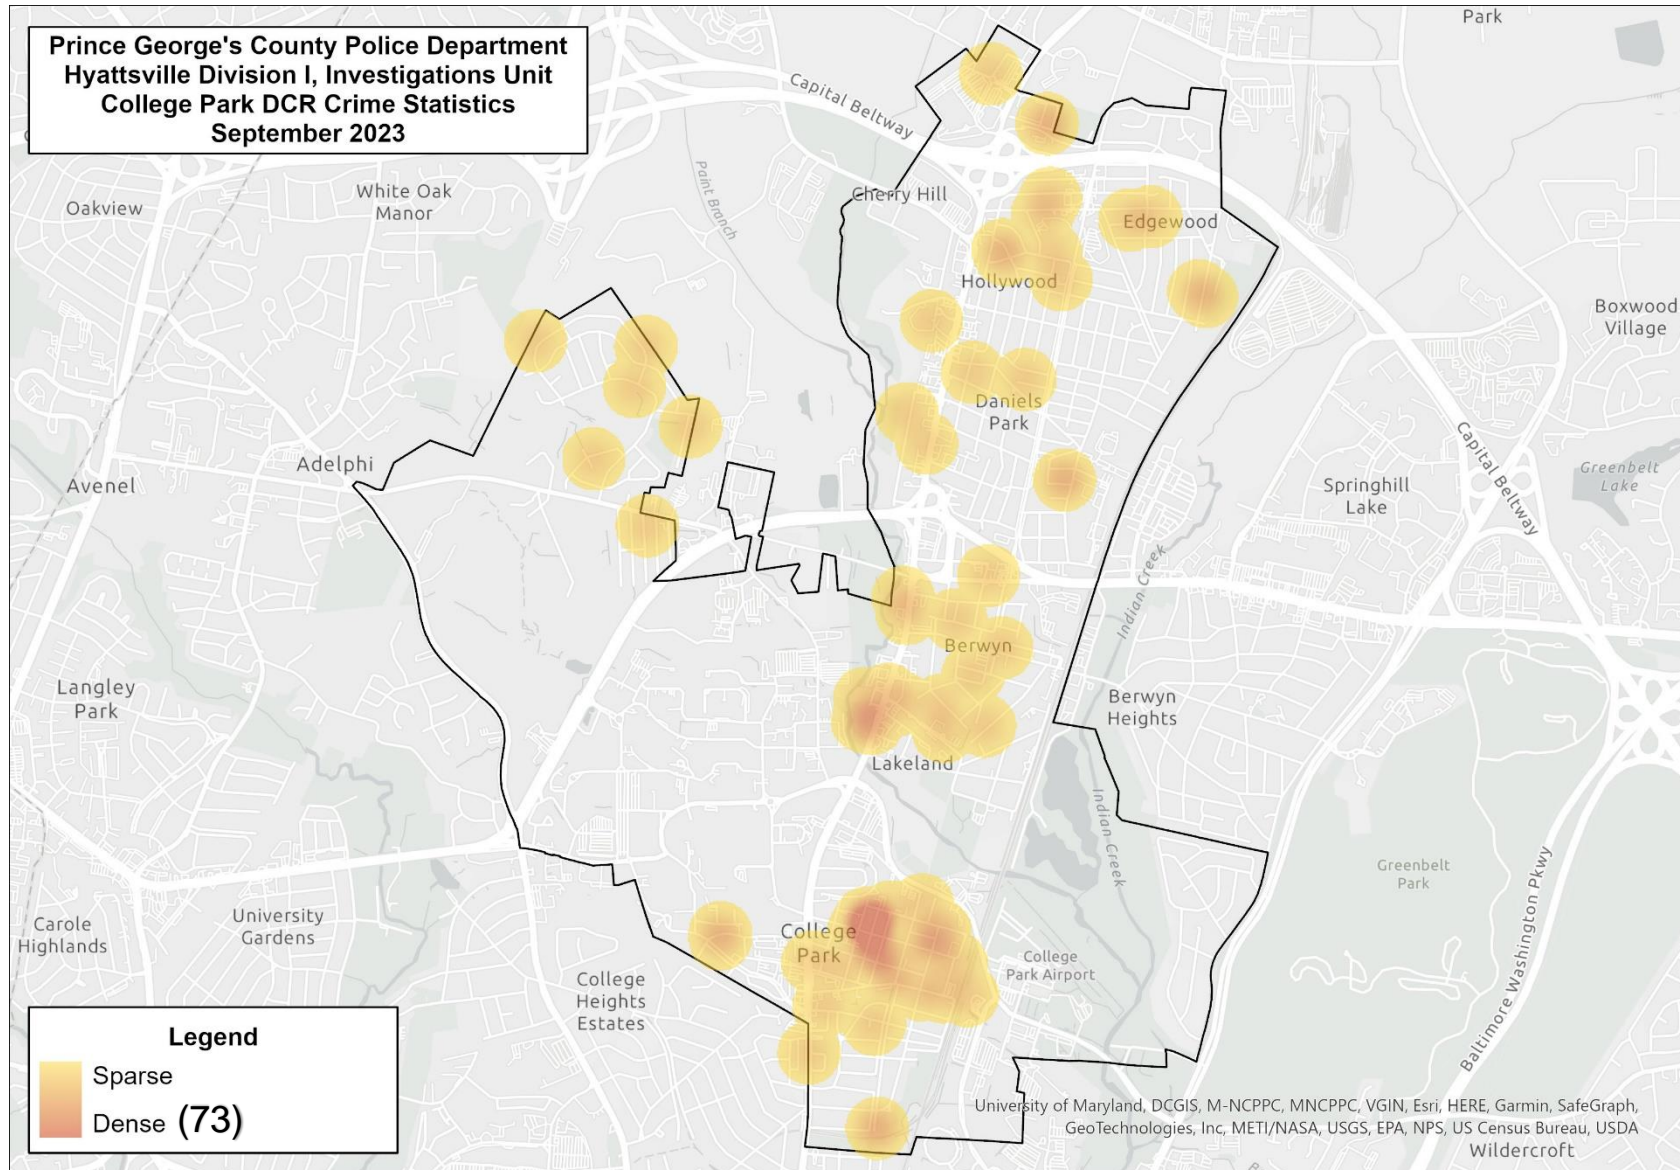 Prince George's County Police Department
Hyattsville Division I, Investigations Unit
College Park DCR Crime Statistics
September 2023
Park
Capital Beltway
Paint Branch
White Oak
Manor
Oakview
Cherry Hill
Edgewood
Hollywood
Boxwood
Village
Daniels
Park
Adelphi
Avenel
Capital Beltway
Springhill
Lake
Greenbelt
Lake
Indian Creek
Berwyn
Langley
Park
Berwyn
Heights
Lakeland
Indian Creek
Greenbelt
Park
Baltimore Washington Pkwy
Carole
Highlands
University
Gardens
College
Park
College
Park Airport
College
Heights
Estates
Legend
Sparse
Dense (73)
University of Maryland, DCGIS, M-NCPPC, MNCPPC, VGIN, Esri, HERE, Garmin, SafeGraph,
GeoTechnologies, Inc, METI/NASA, USGS, EPA, NPS, US Census Bureau, USDA
Wildercroft